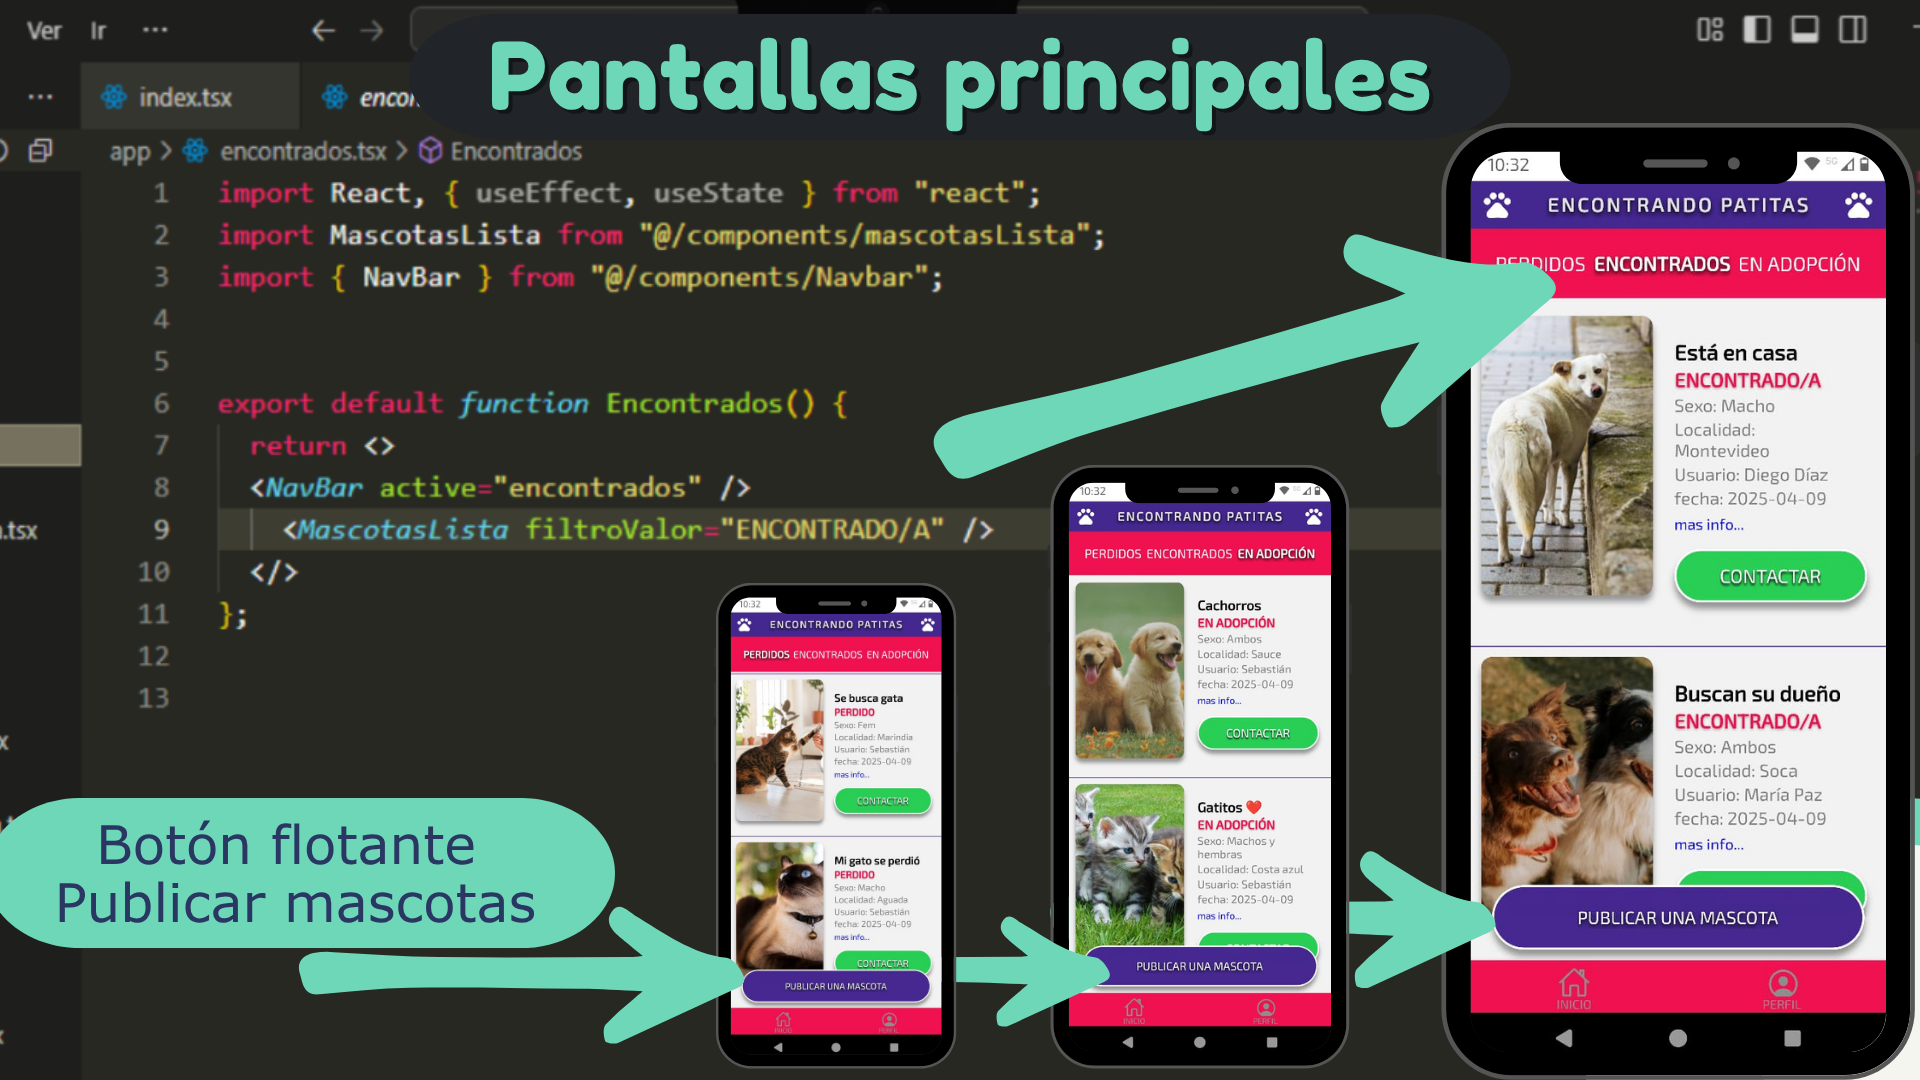 Pantallas principales
Ver Ir ...
index.tsx
app > encontrados.tsx > Encontrados
1 import React, { useEffect, useState } from "react";
2 import MascotasLista from "@/components/mascotasLista";
3 import { NavBar } from "@/components/Navbar";
4
5
6 export default function Encontrados() {
7 return <>
8 <NavBar active="encontrados" />
9 <MascotasLista filtroValor="ENCONTRADO/A" />
10 </>
11 };
12
13
.tsx
Botón flotante
Publicar mascotas
10:32
ENCONTRANDO PATITAS
PERDIDOS ENCONTRADOS EN ADOPCIÓN
Se busca gata
PERDIDO
Sexo: Fem
Localidad: Marindia
Usuario: Sebastián
fecha: 2025-04-09
mas info...
CONTACTAR
Mi gato se perdió
PERDIDO
Sexo: Macho
Localidad: Aguada
Usuario: Sebastián
fecha: 2025-04-09
mas info...
CONTACTAR
PUBLICAR UNA MASCOTA
INICIO PERFIL
10:32
ENCONTRANDO PATITAS
PERDIDOS ENCONTRADOS EN ADOPCIÓN
Cachorros
EN ADOPCIÓN
Sexo: Ambos
Localidad: Sauce
Usuario: Sebastián
fecha: 2025-04-09
mas info...
CONTACTAR
Gatitos ❤️
EN ADOPCIÓN
Sexo: Machos y
hembras
Localidad: Costa azul
Usuario: Sebastián
fecha: 2025-04-09
mas info...
PUBLICAR UNA MASCOTA
INICIO PERFIL
10:32 5G
ENCONTRANDO PATITAS
PERDIDOS ENCONTRADOS EN ADOPCIÓN
Está en casa
ENCONTRADO/A
Sexo: Macho
Localidad:
Montevideo
Usuario: Diego Díaz
fecha: 2025-04-09
mas info...
CONTACTAR
Buscan su dueño
ENCONTRADO/A
Sexo: Ambos
Localidad: Soca
Usuario: María Paz
fecha: 2025-04-09
mas info...
PUBLICAR UNA MASCOTA
INICIO PERFIL